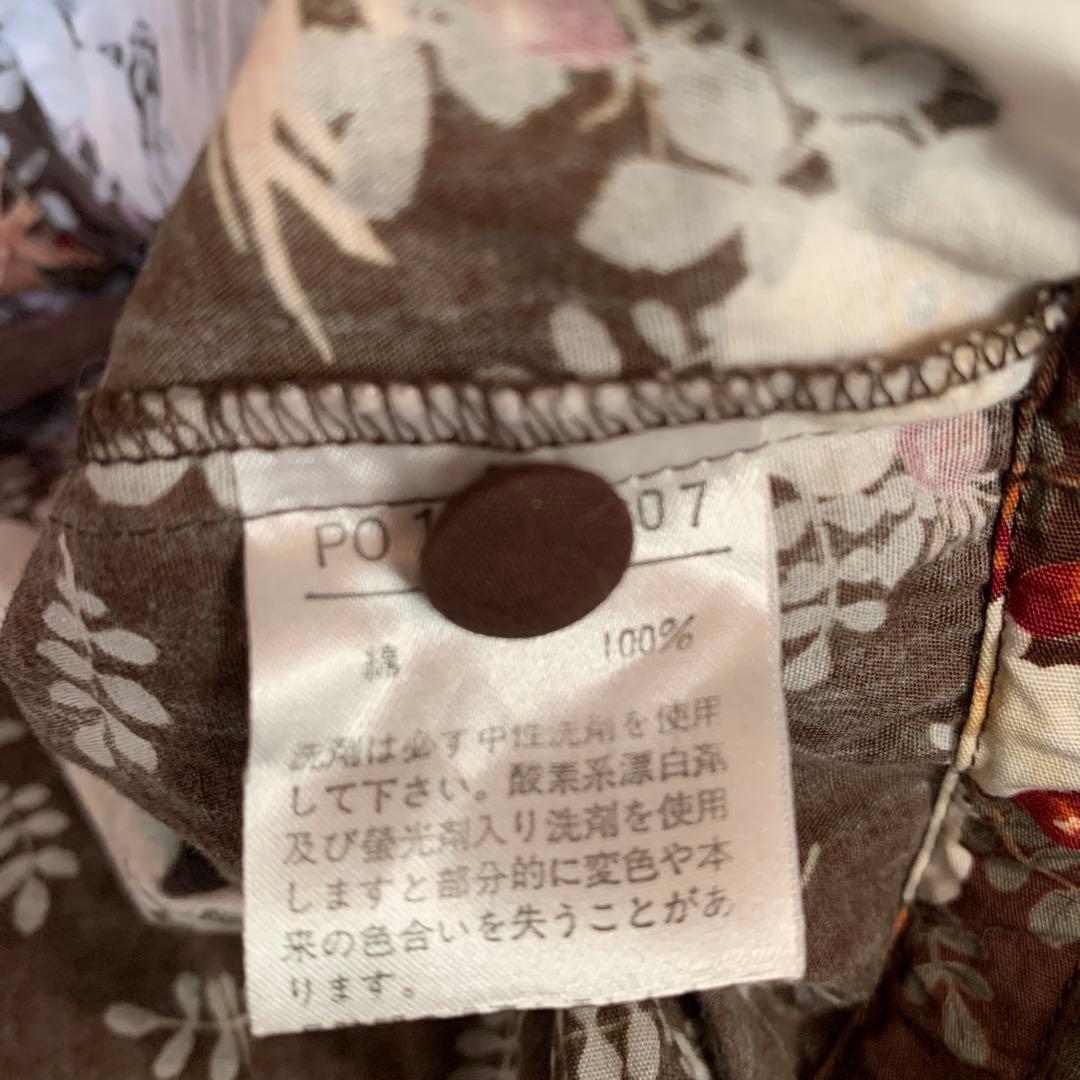 PO 1 07
綿 100%
洗剤は必ず中性洗剤を使用
して下さい。酸素系漂白剤
及び螢光剤入り洗剤を使用
しますと部分的に変色や本
来の色合いを失うことがあ
ります。